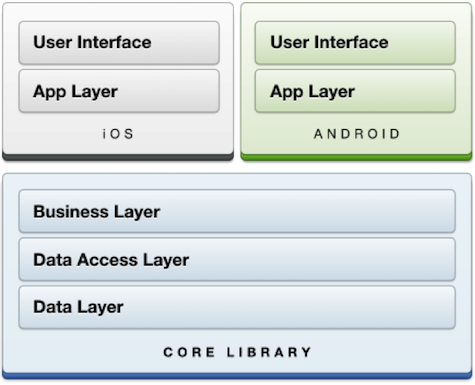 User Interface
App Layer
iOS
User Interface
App Layer
ANDROID
Business Layer
Data Access Layer
Data Layer
CORE LIBRARY